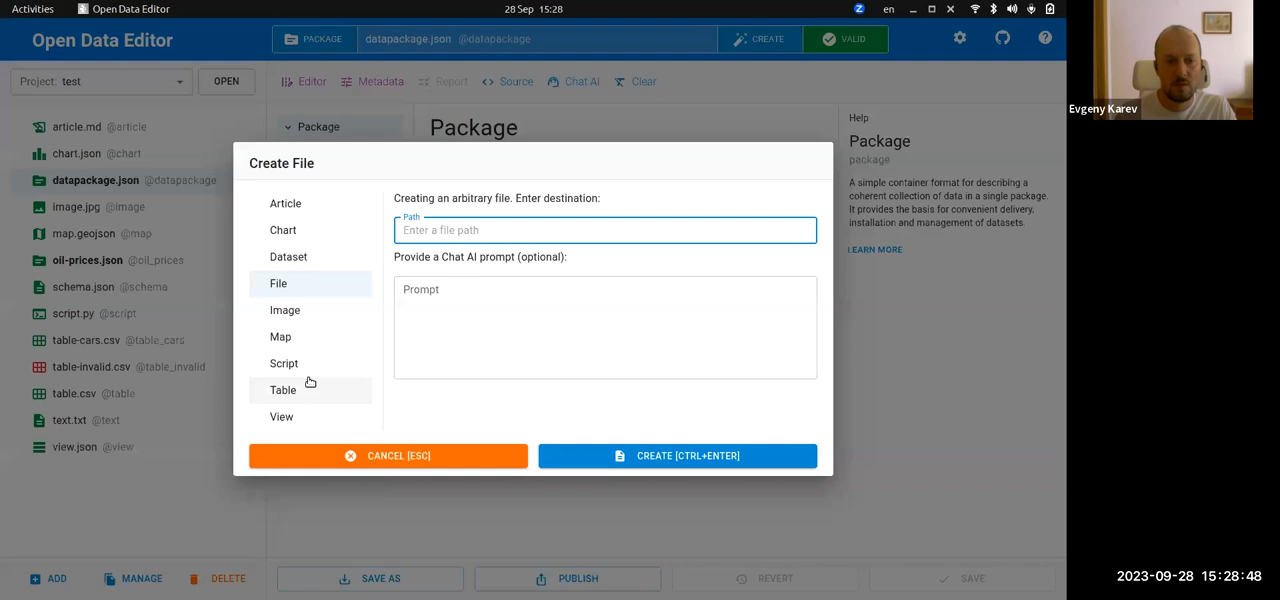 Activities
Open Data Editor
28 Sep 15:28
en
Open Data Editor
PACKAGE
datapackage.json @datapackage
CREATE
VALID
Project: test
OPEN
Editor
Metadata
Report
Source
Chat AI
Clear
article.md @article
chart.json @chart
datapackage.json @datapackage
image.jpg @image
map.geojson @map
oil-prices.json @oil_prices
schema.json @schema
script.py @script
table-cars.csv @table_cars
table-invalid.csv @table_invalid
table.csv @table
text.txt @text
view.json @view
Package
Package
Create File
Article
Chart
Dataset
File
Image
Map
Script
Table
View
Creating an arbitrary file. Enter destination:
Path
Enter a file path
Provide a Chat AI prompt (optional):
Prompt
CANCEL [ESC]
CREATE [CTRL+ENTER]
Help
Package
package
A simple container format for describing a
coherent collection of data in a single package.
It provides the basis for convenient delivery,
installation and management of datasets.
LEARN MORE
ADD
MANAGE
DELETE
SAVE AS
PUBLISH
REVERT
SAVE
Evgeny Karev
2023-09-28 15:28:48